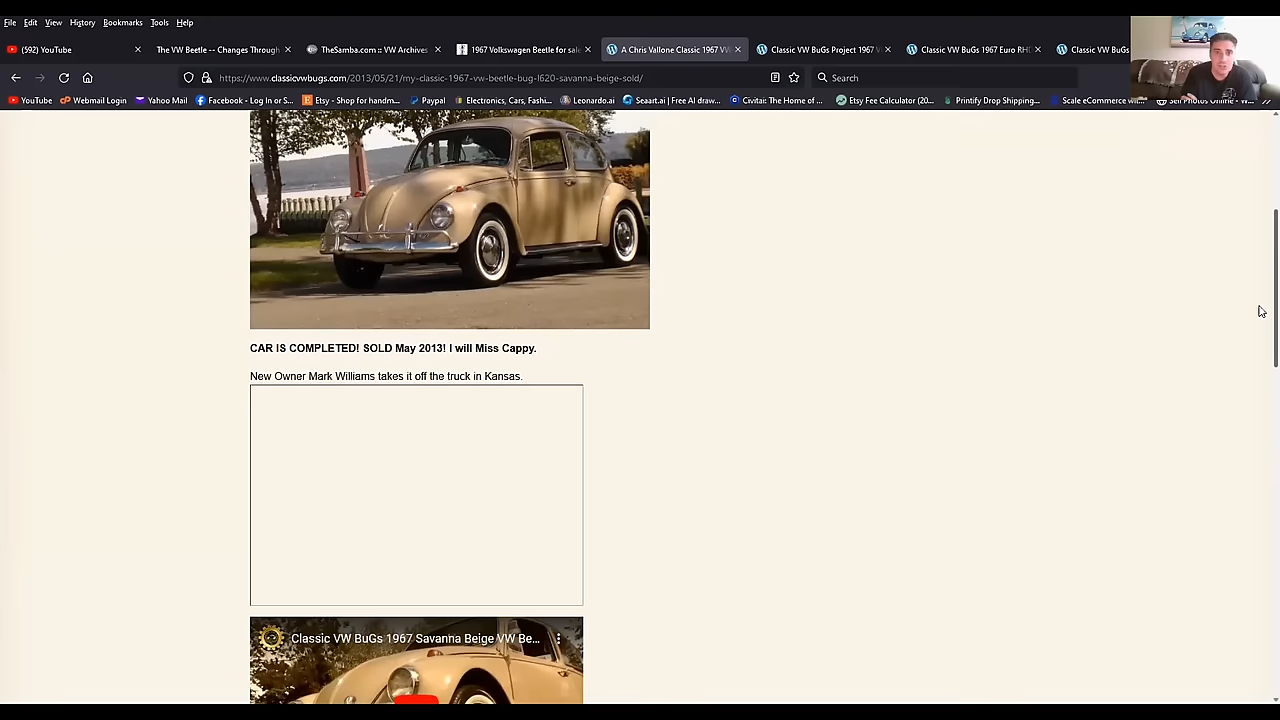 File Edit View History Bookmarks Tools Help
(592) YouTube
The VW Beetle -- Changes Through
TheSamba.com :: VW Archives
1967 Volkswagen Beetle for sale
A Chris Vallone Classic 1967 VW
Classic VW BuGs Project 1967 V
Classic VW BuGs 1967 Euro RHD
Classic VW BuGs
https://www.classicvwbugs.com/2013/05/21/my-classic-1967-vw-beetle-bug-l620-savanna-beige-sold/
Search
YouTube
Webmail Login
Yahoo Mail
Facebook - Log In or S...
Etsy - Shop for handm...
Paypal
Electronics, Cars, Fashi...
Leonardo.ai
Seaart.ai | Free AI draw...
Civitai: The Home of ...
Etsy Fee Calculator (20...
Printify Drop Shipping...
Scale eCommerce wi...
Sell Photos Online -
CAR IS COMPLETED! SOLD May 2013! I will Miss Cappy.
New Owner Mark Williams takes it off the truck in Kansas.
Classic VW BuGs 1967 Savanna Beige VW Be...